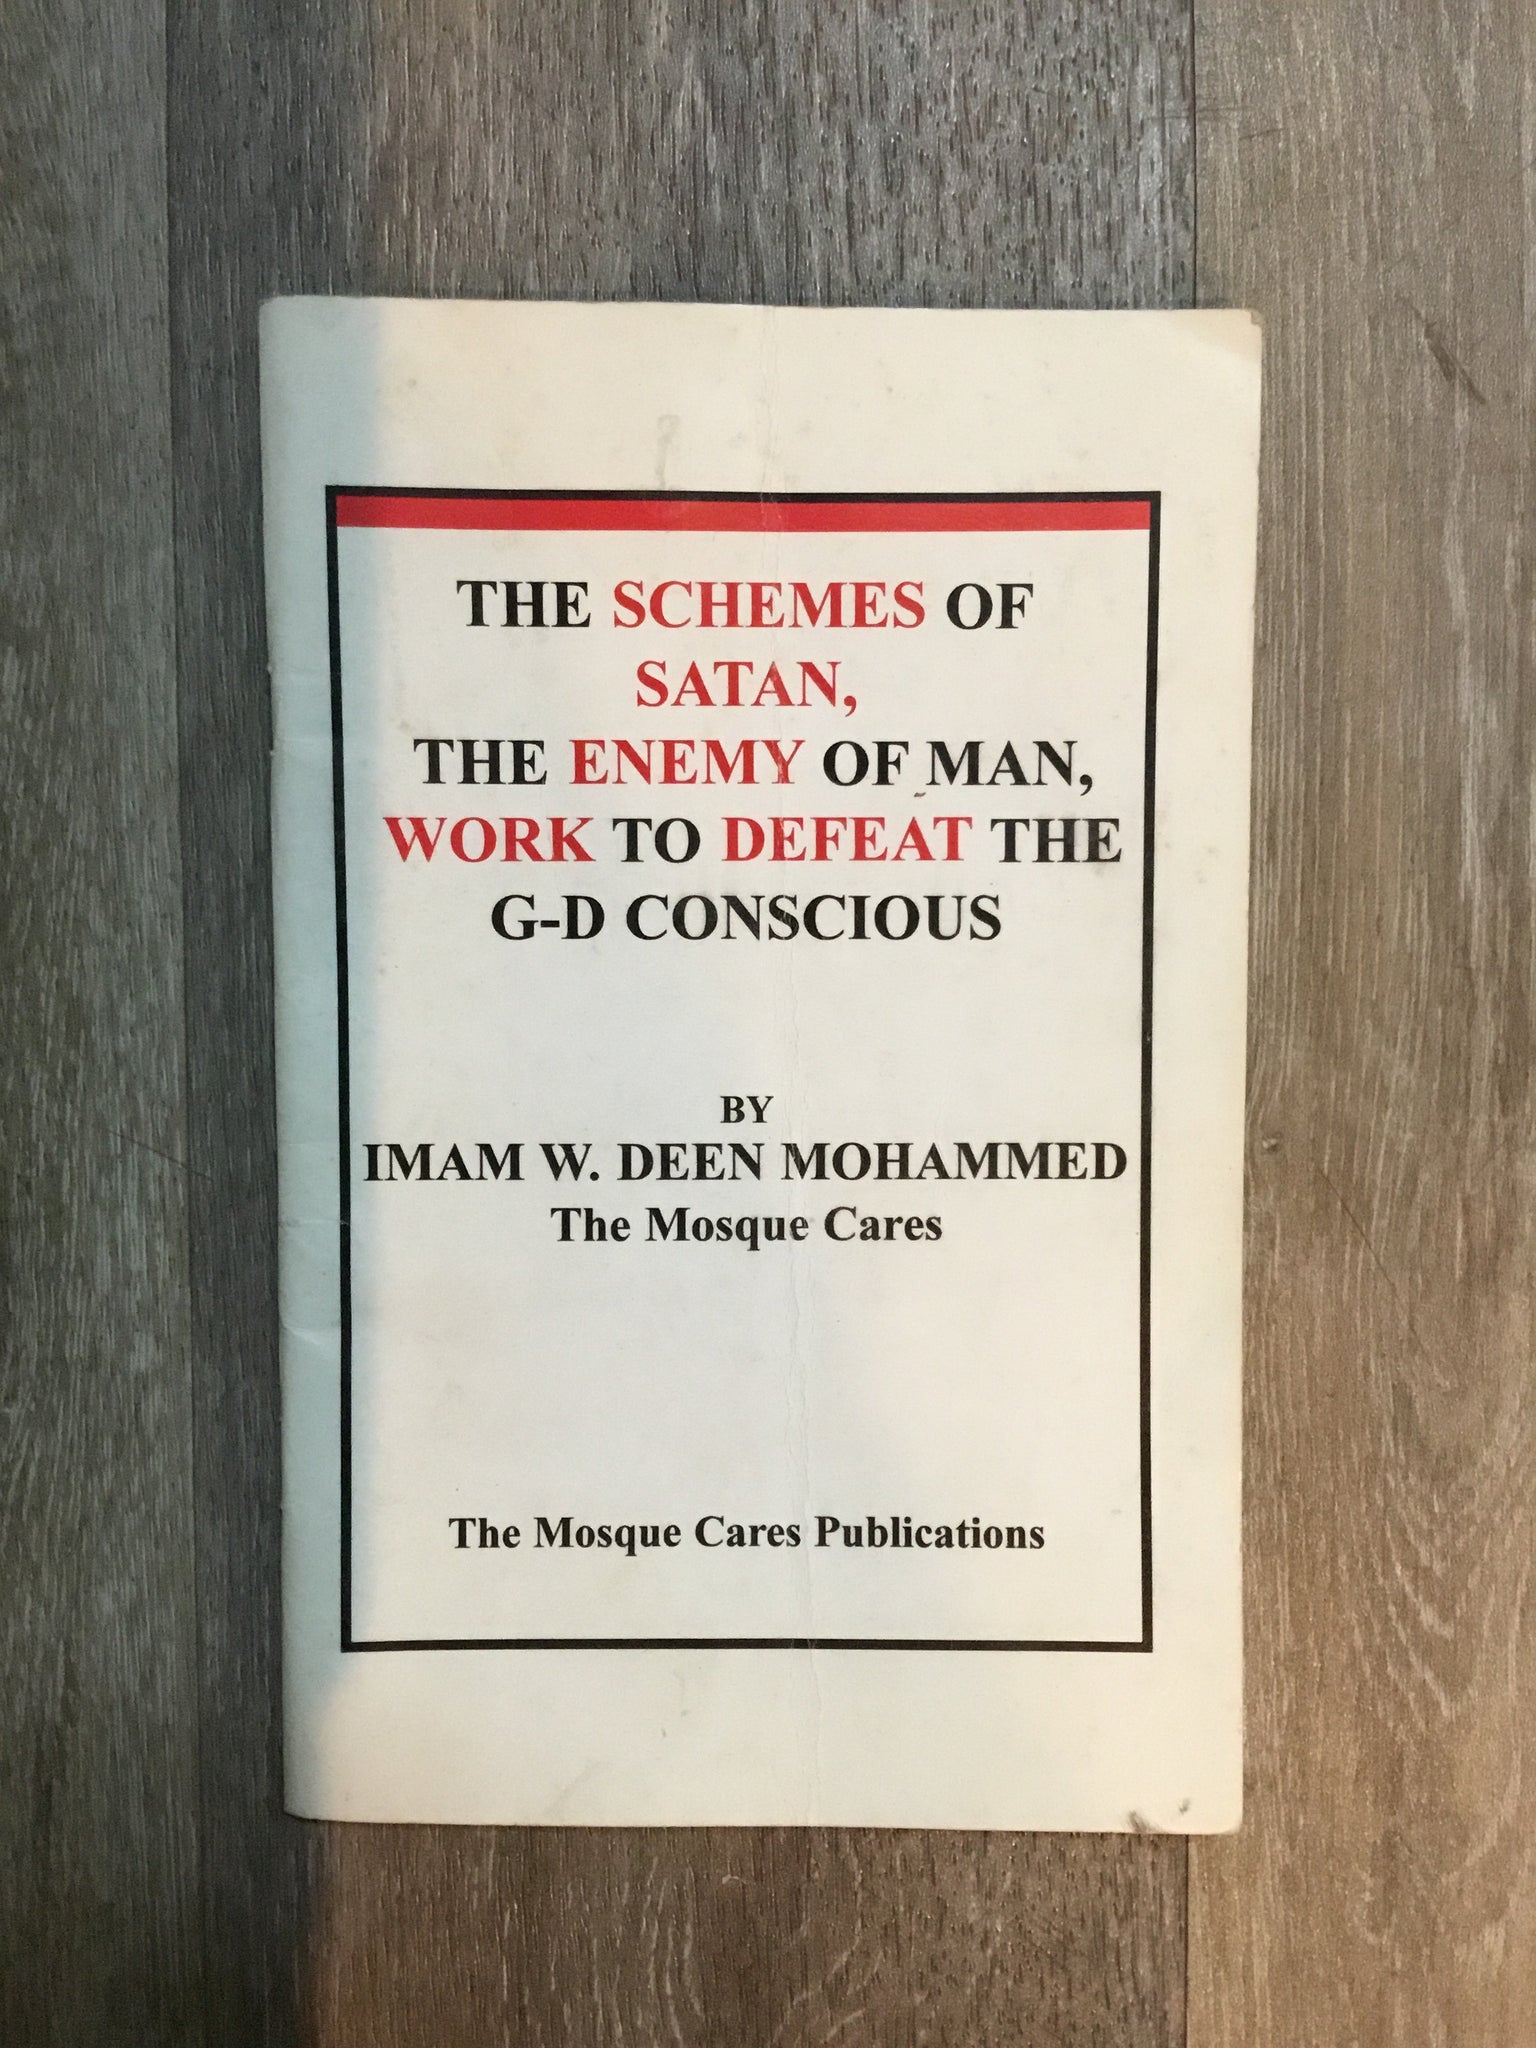 THE SCHEMES OF
SATAN,
THE ENEMY OF MAN,
WORK TO DEFEAT THE
G-D CONSCIOUS
BY
IMAM W. DEEN MOHAMMED
The Mosque Cares
The Mosque Cares Publications